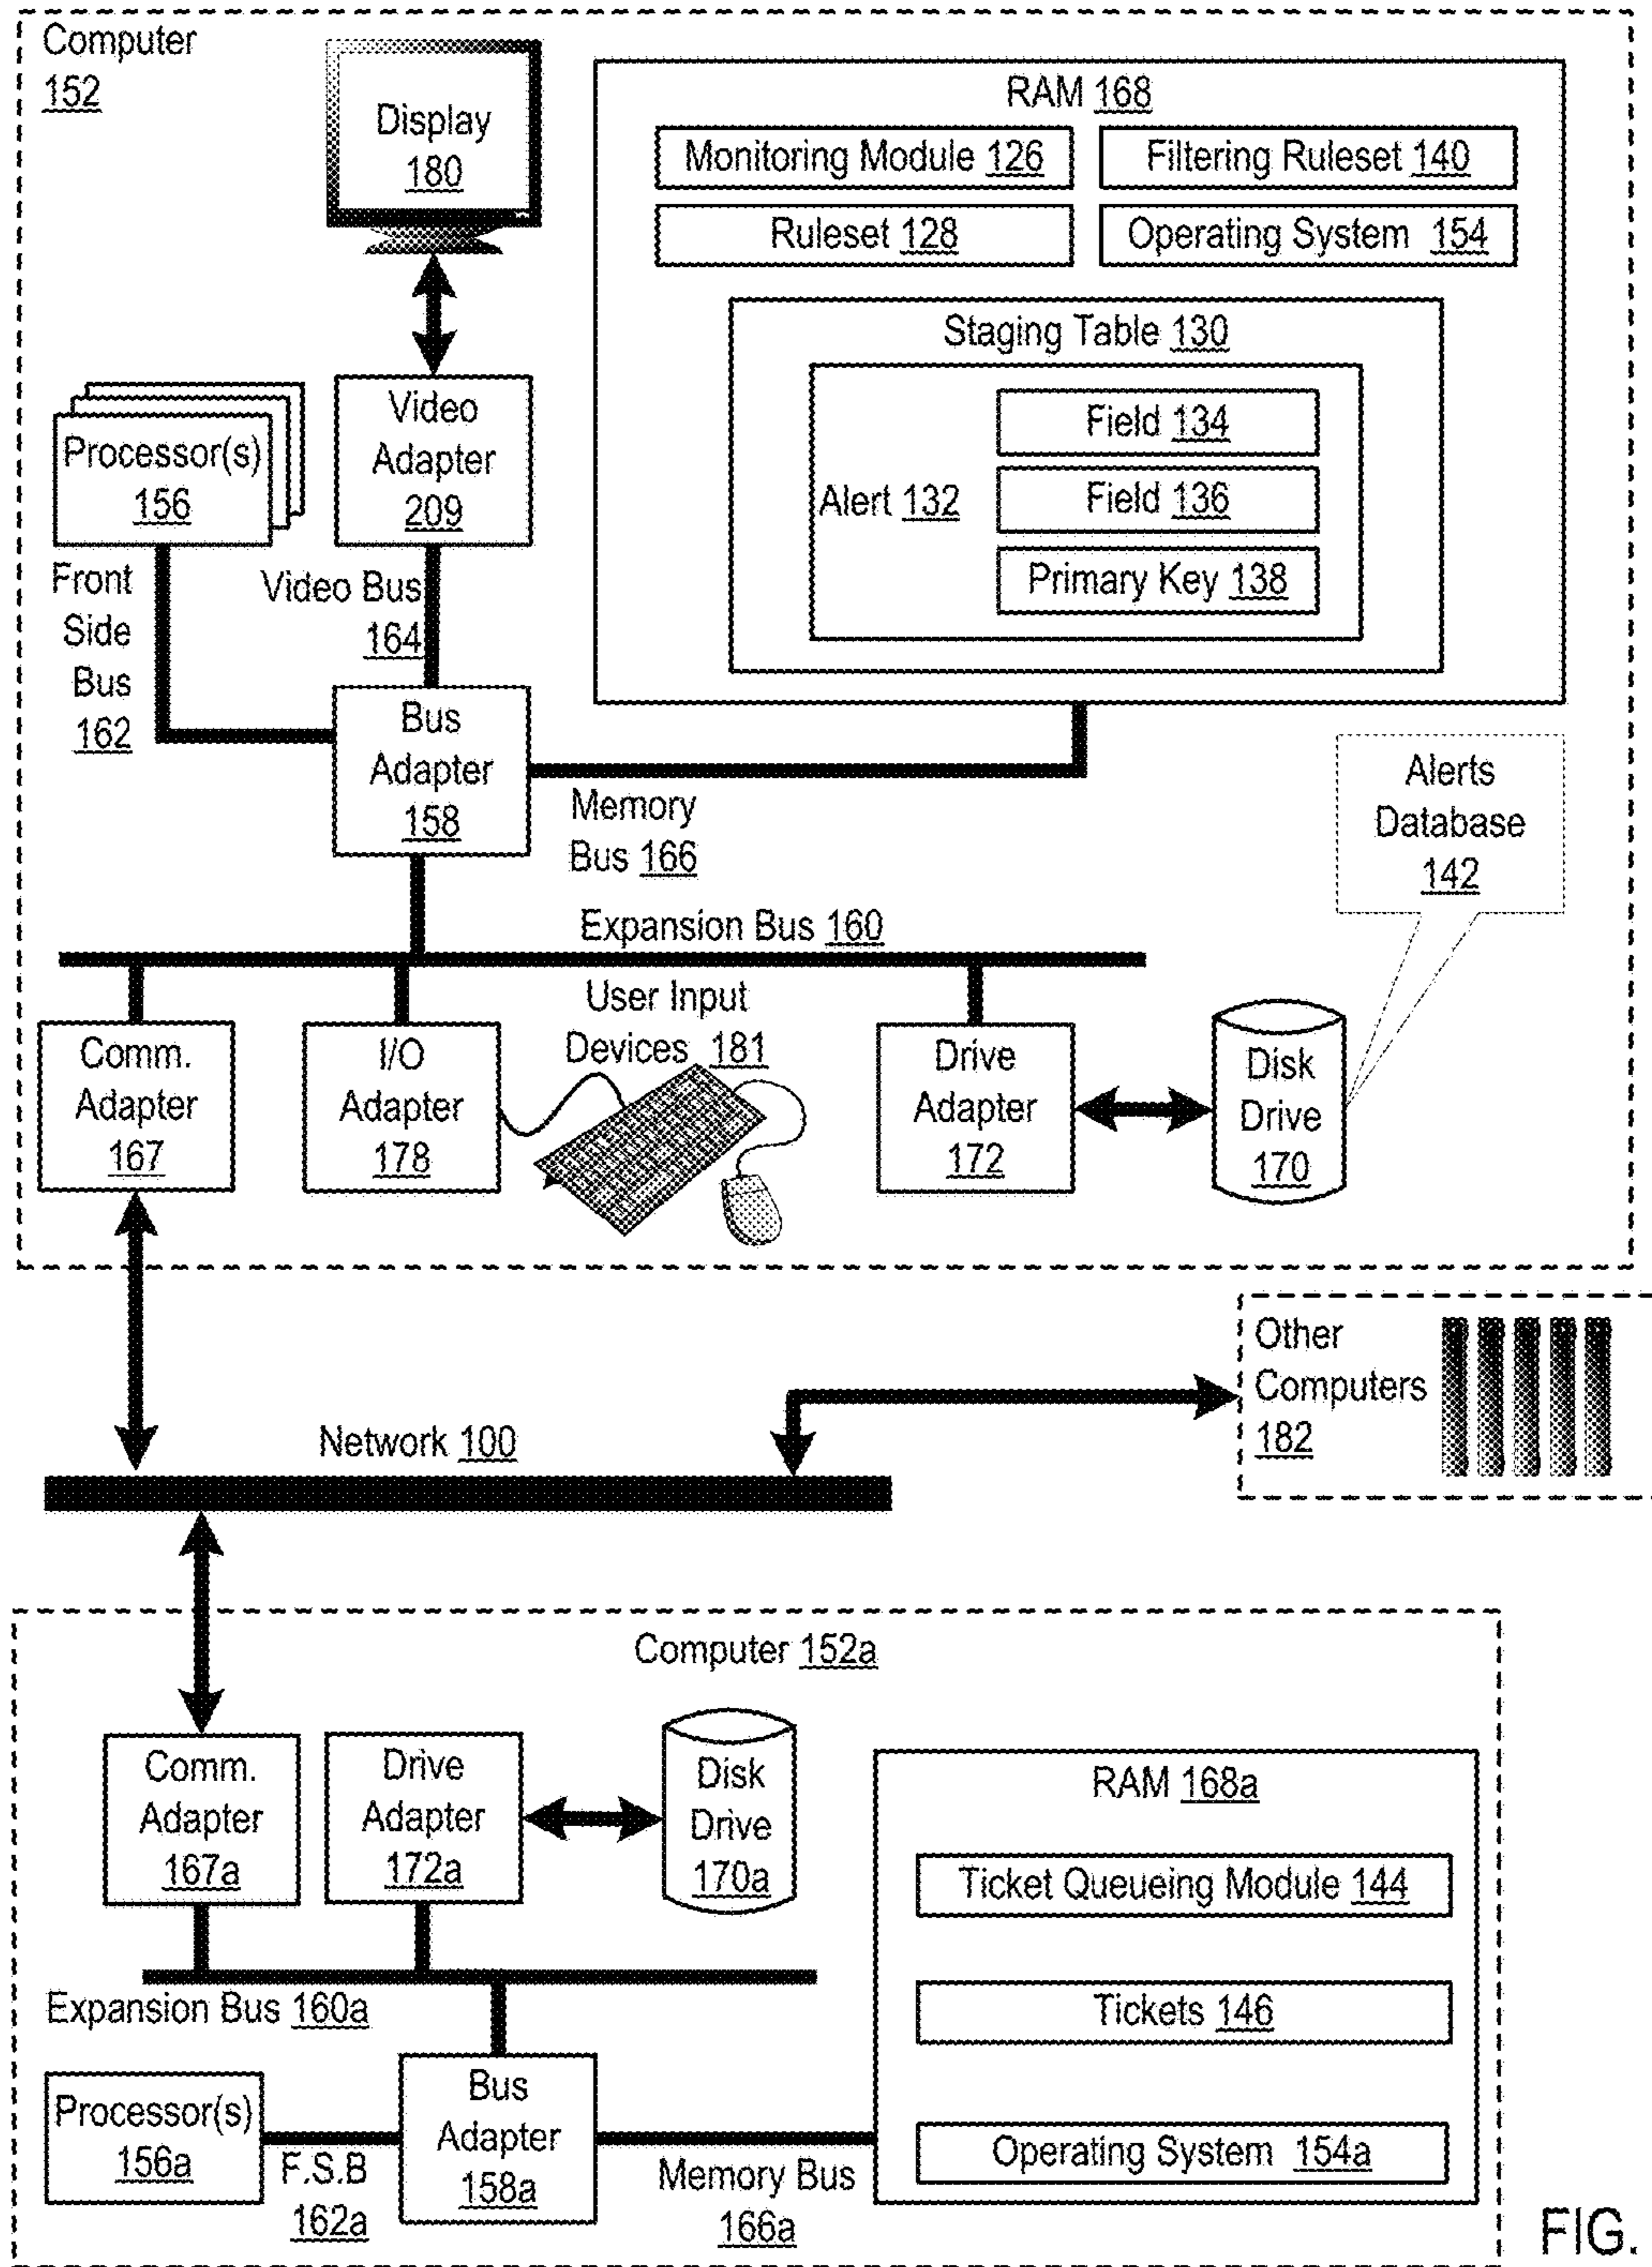 Computer
152
Display
180
RAM 168
Monitoring Module 126
Filtering Ruleset 140
Ruleset 128
Operating System 154
Staging Table 130
Alert 132
Field 134
Field 136
Primary Key 138
Processor(s)
156
Video
Adapter
209
Front
Side
Bus
162
Video Bus
164
Bus
Adapter
158
Memory
Bus 166
Alerts
Database
142
Expansion Bus 160
Comm.
Adapter
167
I/O
Adapter
178
User Input
Devices 181
Drive
Adapter
172
Disk
Drive
170
Other
Computers
182
Network 100
Computer 152a
Comm.
Adapter
167a
Drive
Adapter
172a
Disk
Drive
170a
RAM 168a
Ticket Queueing Module 144
Tickets 146
Operating System 154a
Expansion Bus 160a
Processor(s)
156a
F.S.B
162a
Bus
Adapter
158a
Memory Bus
166a
FIG.